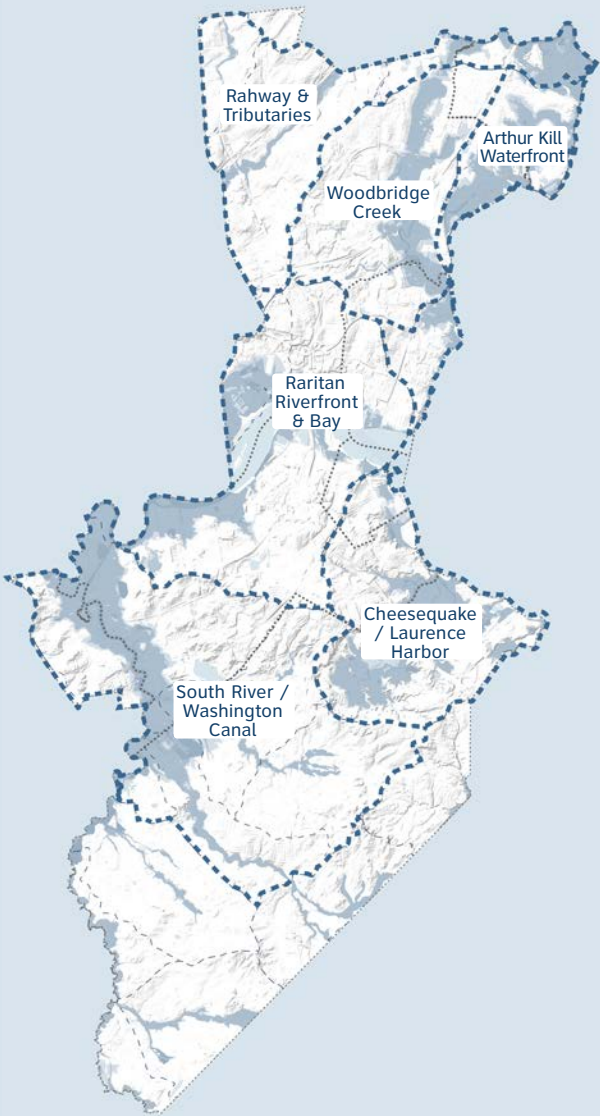 Rahway &
Tributaries
Arthur Kill
Waterfront
Woodbridge
Creek
Raritan
Riverfront
& Bay
Cheesequake
/ Laurence
Harbor
South River /
Washington
Canal